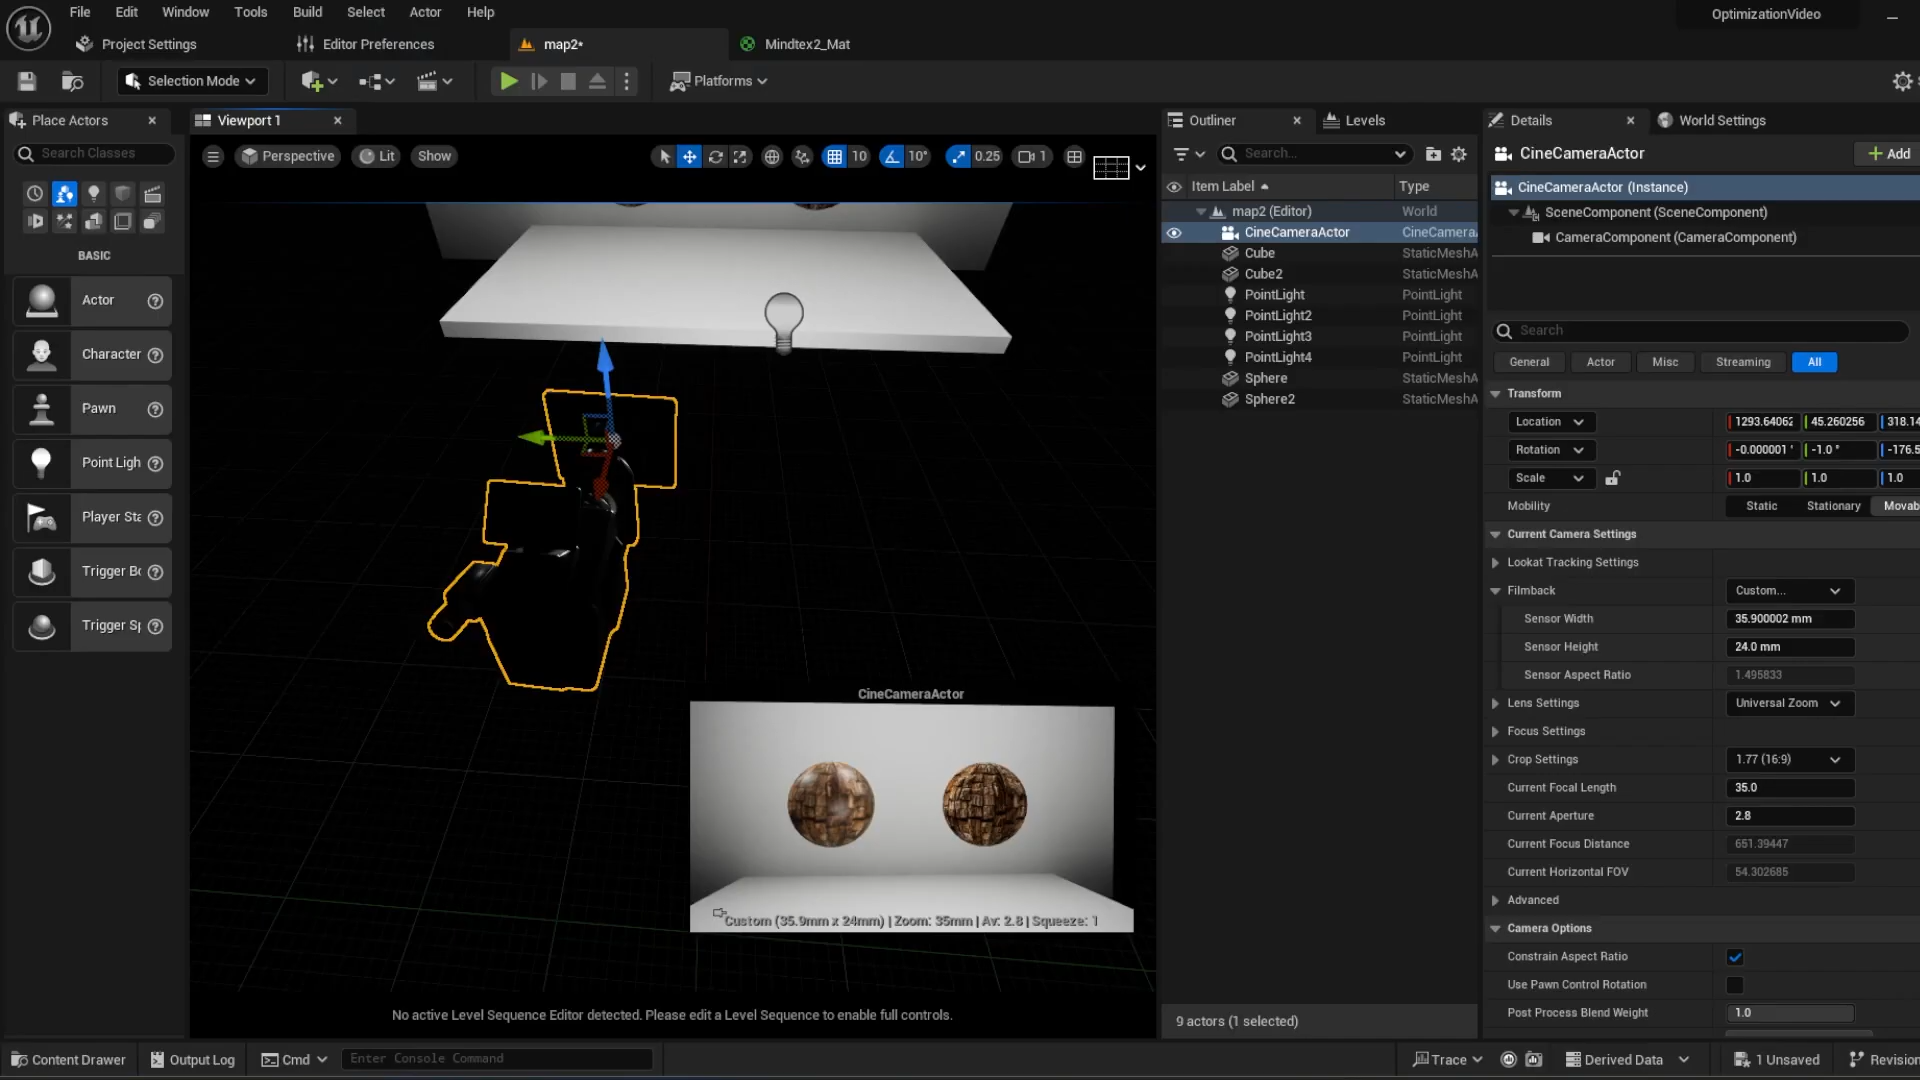 File Edit Window Tools Build Select Actor Help
OptimizationVideo
Project Settings
Editor Preferences
map2*
Mindtex2_Mat
Selection Mode
Platforms
Place Actors
Viewport 1
Outliner
Levels
Details
World Settings
Search Classes
Perspective
Lit
Show
10
10°
0.25
1
Search...
CineCameraActor
Add
Item Label
Type
CineCameraActor (Instance)
map2 (Editor)
World
SceneComponent (SceneComponent)
CineCameraActor
CineCamera
CameraComponent (CameraComponent)
Cube
StaticMeshA
Cube2
StaticMeshA
PointLight
PointLight
PointLight2
PointLight
PointLight3
PointLight
PointLight4
PointLight
Sphere
StaticMeshA
Sphere2
StaticMeshA
BASIC
Actor
Character
Pawn
Point Ligh
Player Sta
Trigger Bo
Trigger Sp
Search
General
Actor
Misc
Streaming
All
Transform
Location
1293.64062
45.260256
318.14
Rotation
-0.000001 °
-1.0 °
-176.5
Scale
1.0
1.0
1.0
Mobility
Static
Stationary
Movab
Current Camera Settings
Lookat Tracking Settings
Filmback
Custom...
Sensor Width
35.900002 mm
Sensor Height
24.0 mm
Sensor Aspect Ratio
1.495833
Lens Settings
Universal Zoom
Focus Settings
Crop Settings
1.77 (16:9)
Current Focal Length
35.0
Current Aperture
2.8
Current Focus Distance
651.39447
Current Horizontal FOV
54.302685
Advanced
Camera Options
Constrain Aspect Ratio
Use Pawn Control Rotation
Post Process Blend Weight
1.0
CineCameraActor
Custom (35.9mm x 24mm) | Zoom: 35mm | Av: 2.8 | Squeeze: 1
No active Level Sequence Editor detected. Please edit a Level Sequence to enable full controls.
9 actors (1 selected)
Content Drawer
Output Log
Cmd
Enter Console Command
Trace
Derived Data
1 Unsaved
Revision